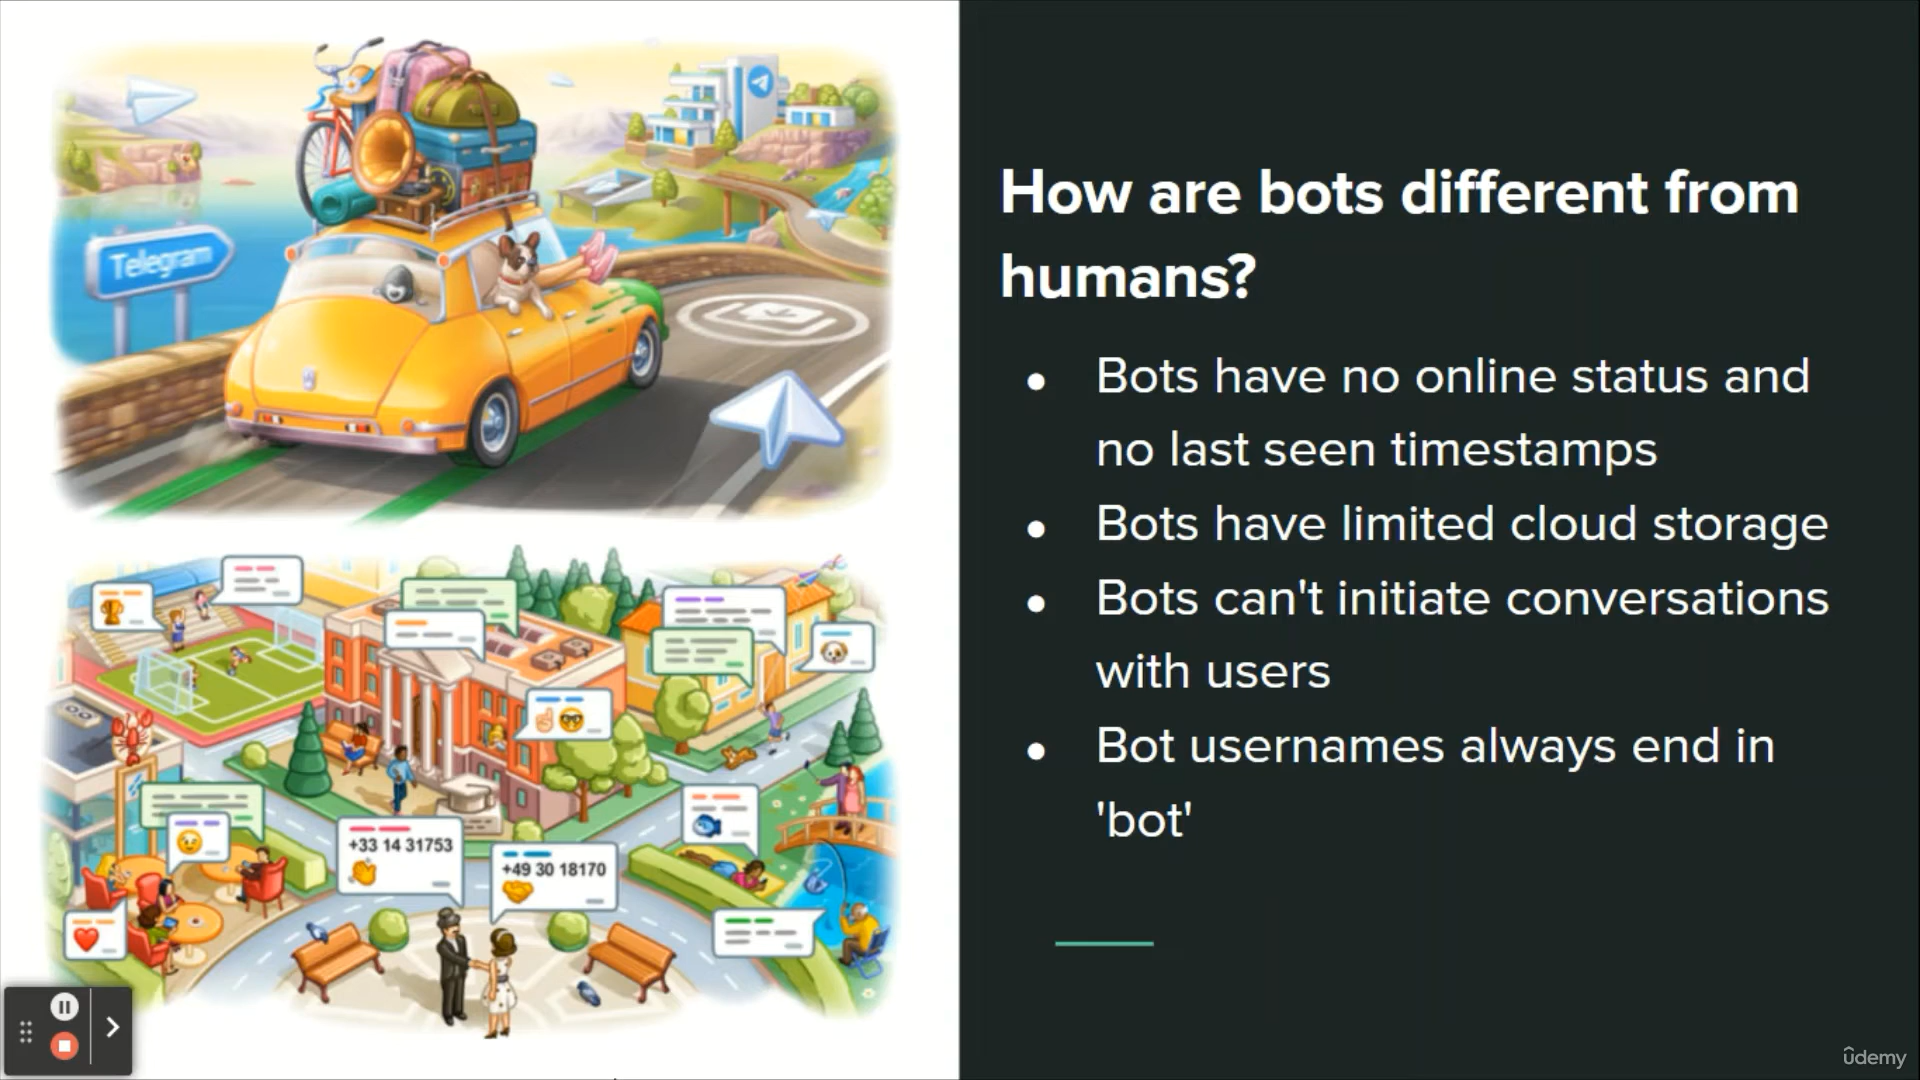 Telegram
+33 14 31753
+49 30 18170
How are bots different from
humans?
● Bots have no online status and
no last seen timestamps
● Bots have limited cloud storage
● Bots can't initiate conversations
with users
● Bot usernames always end in
'bot'
ûdemy